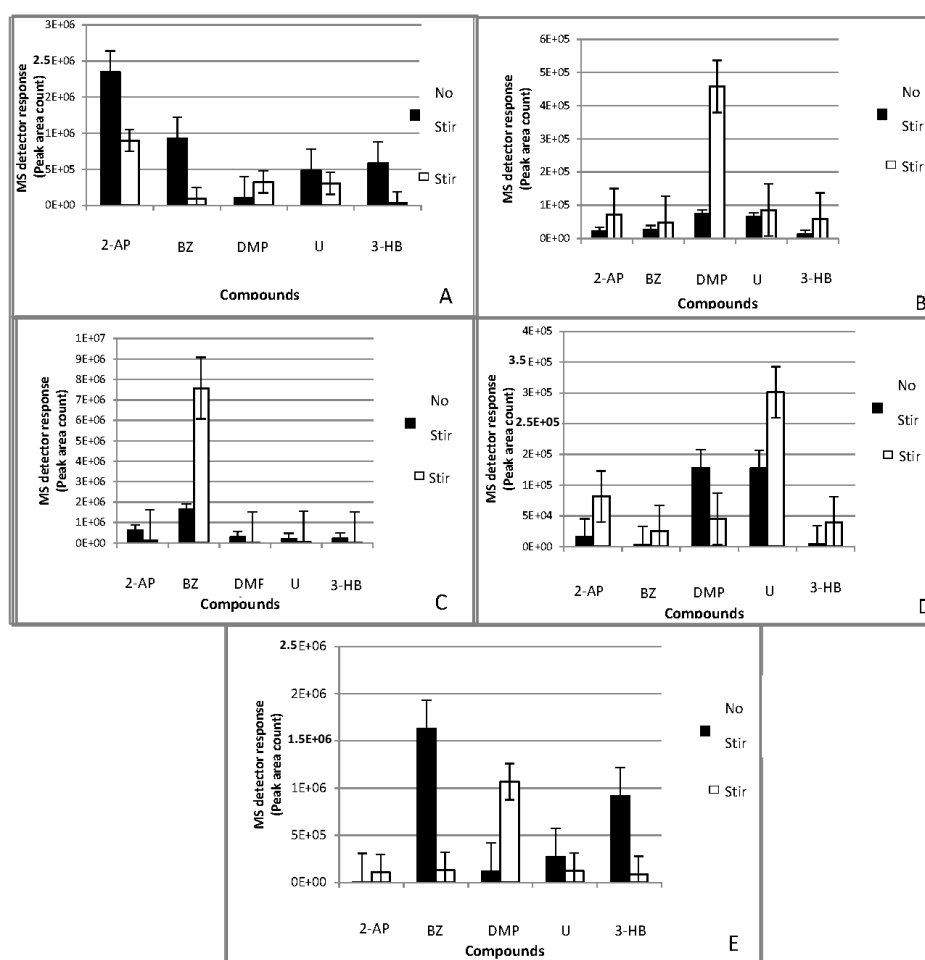 3E+06
2.5E+06
2E+06
1E+06
5E+05
0E+00
MS detector response
(Peak area count)
No
Stir
Stir
2-AP BZ DMP U 3-HB
Compounds
A
6E+05
5E+05
4E+05
3E+05
2E+05
1E+05
0E+00
MS detector response
(Peak area count)
No
Stir
Stir
2-AP BZ DMP U 3-HB
Compounds
B
1E+07
9E+06
8E+06
7E+06
6E+06
5E+06
4E+06
3E+06
2E+06
1E+06
0E+00
MS detector response
(Peak area count)
No
Stir
Stir
2-AP BZ DMF U 3-HB
Compounds
C
4E+05
3.5
3E+05
2.5E+05
1E+05
5E+04
0E+00
MS detector response
(Peak area count)
No
Stir
Stir
2-AP BZ DMP U 3-HB
Compounds
2.5E+06
2E+06
1.5E+06
1E+06
5E+05
0E+00
MS detector response
(Peak area count)
No
Stir
Stir
2-AP BZ DMP U 3-HB
Compounds
E